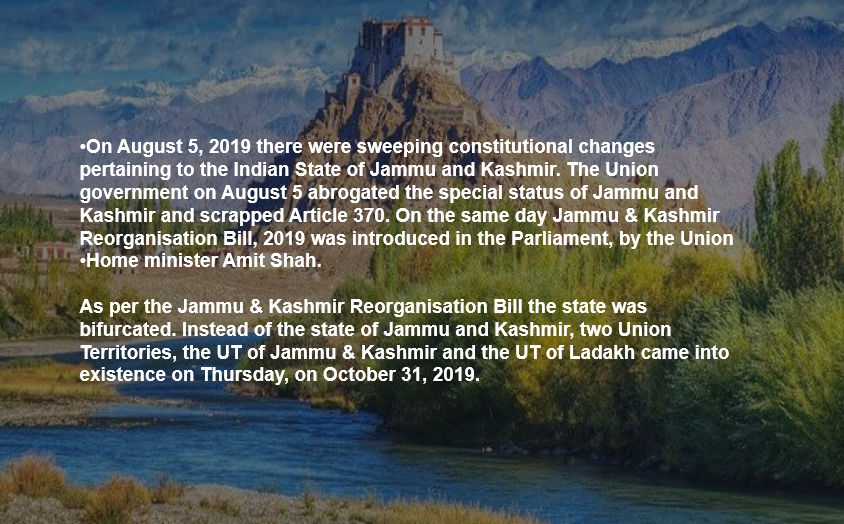 •On August 5, 2019 there were sweeping constitutional changes
pertaining to the Indian State of Jammu and Kashmir. The Union
government on August 5 abrogated the special status of Jammu and
Kashmir and scrapped Article 370. On the same day Jammu & Kashmir
Reorganisation Bill, 2019 was introduced in the Parliament, by the Union
•Home minister Amit Shah.
As per the Jammu & Kashmir Reorganisation Bill the state was
bifurcated. Instead of the state of Jammu and Kashmir, two Union
Territories, the UT of Jammu & Kashmir and the UT of Ladakh came into
existence on Thursday, on October 31, 2019.